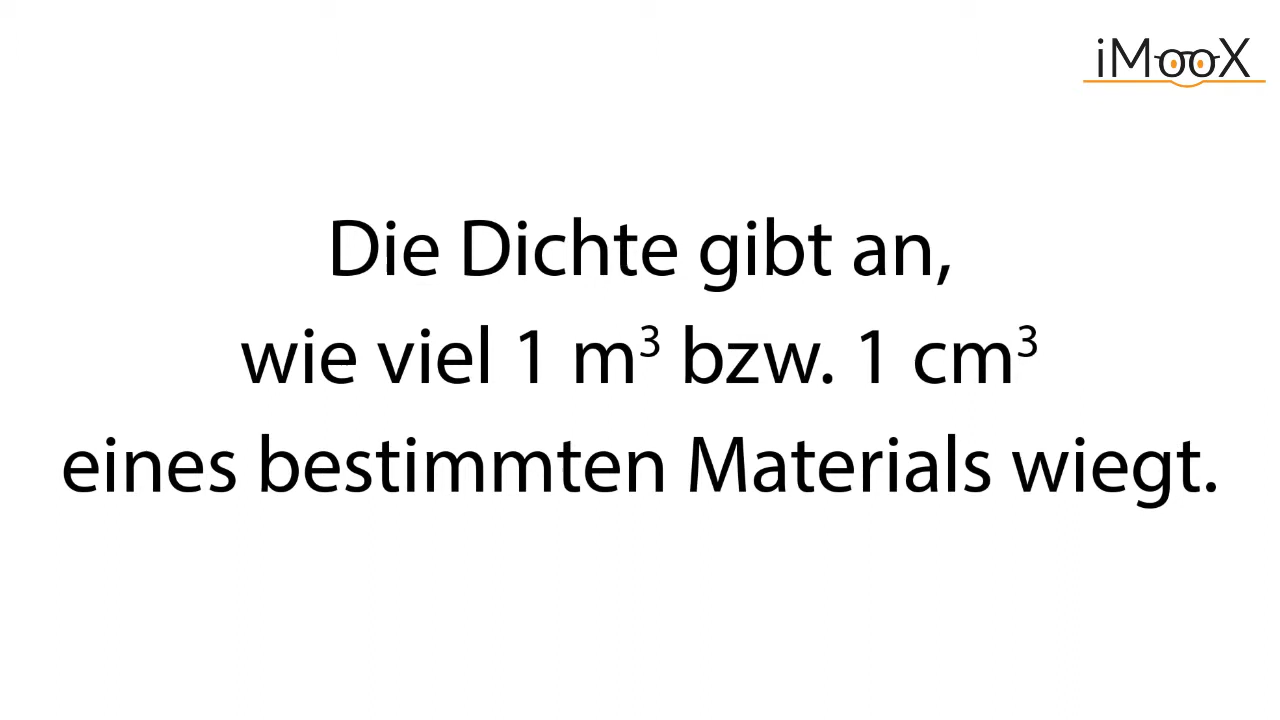 iMooX
Die Dichte gibt an,
wie viel 1 m³ bzw. 1 cm³
eines bestimmten Materials wiegt.